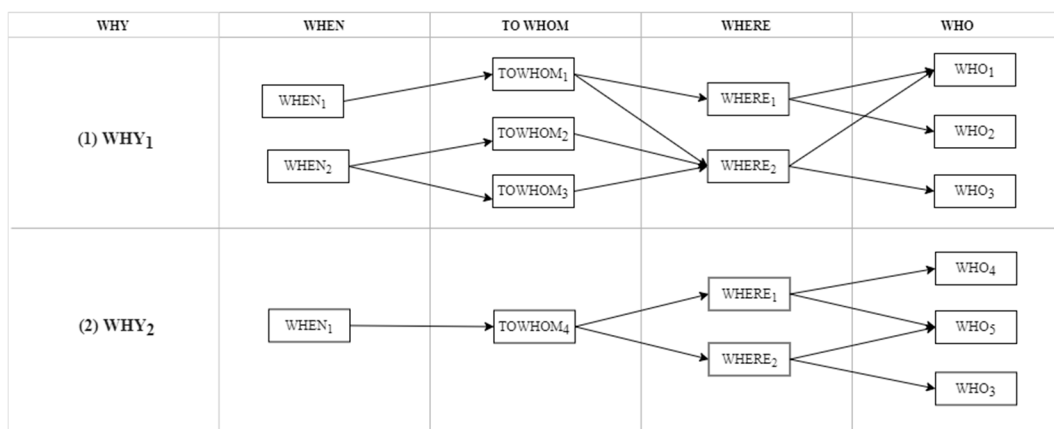 WHY WHEN TO WHOM WHERE WHO
(1) WHY1
WHEN1
WHEN2
TOWHOM1
TOWHOM2
TOWHOM3
WHERE1
WHERE2
WHO1
WHO2
WHO3
(2) WHY2
WHEN1
TOWHOM4
WHERE1
WHERE2
WHO4
WHO5
WHO3